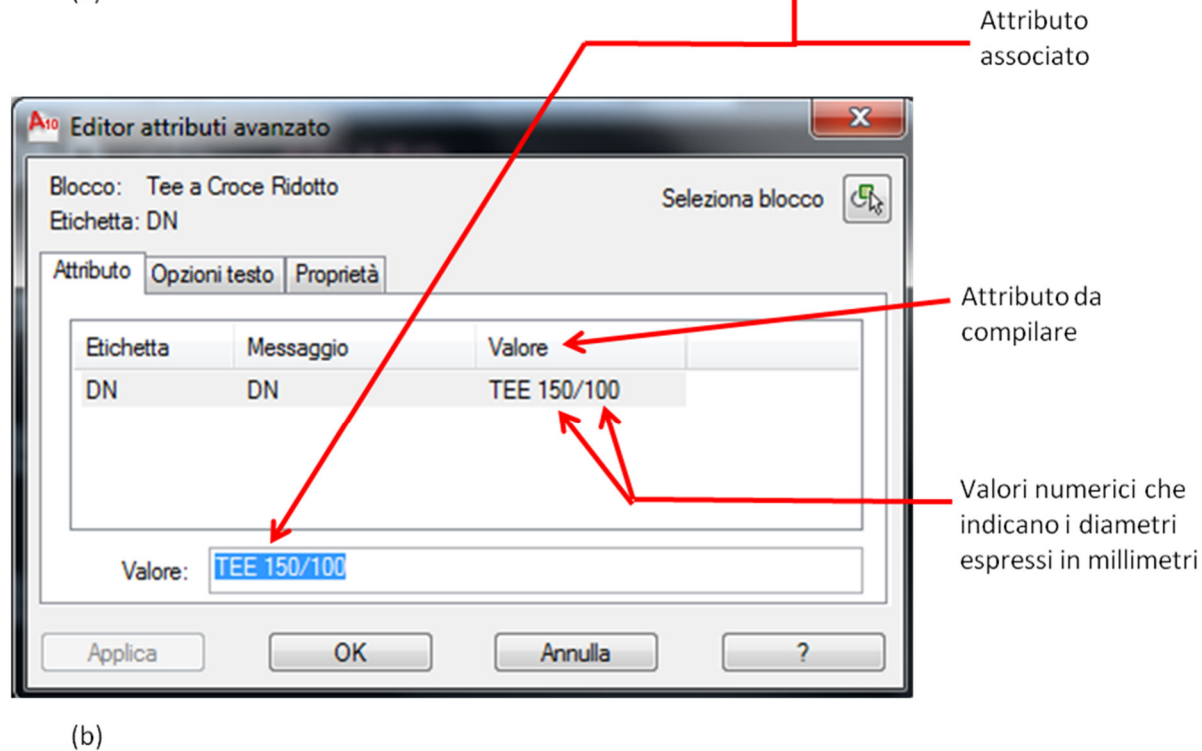 Attributo
associato
A10 Editor attributi avanzato
Blocco: Tee a Croce Ridotto
Seleziona blocco
Etichetta: DN
Attributo Opzioni testo Proprietà
Attributo da
compilare
Etichetta Messaggio Valore
DN DN TEE 150/100
Valori numerici che
indicano i diametri
espressi in millimetri
Valore: TEE 150/100
Applica OK Annulla ?
(b)